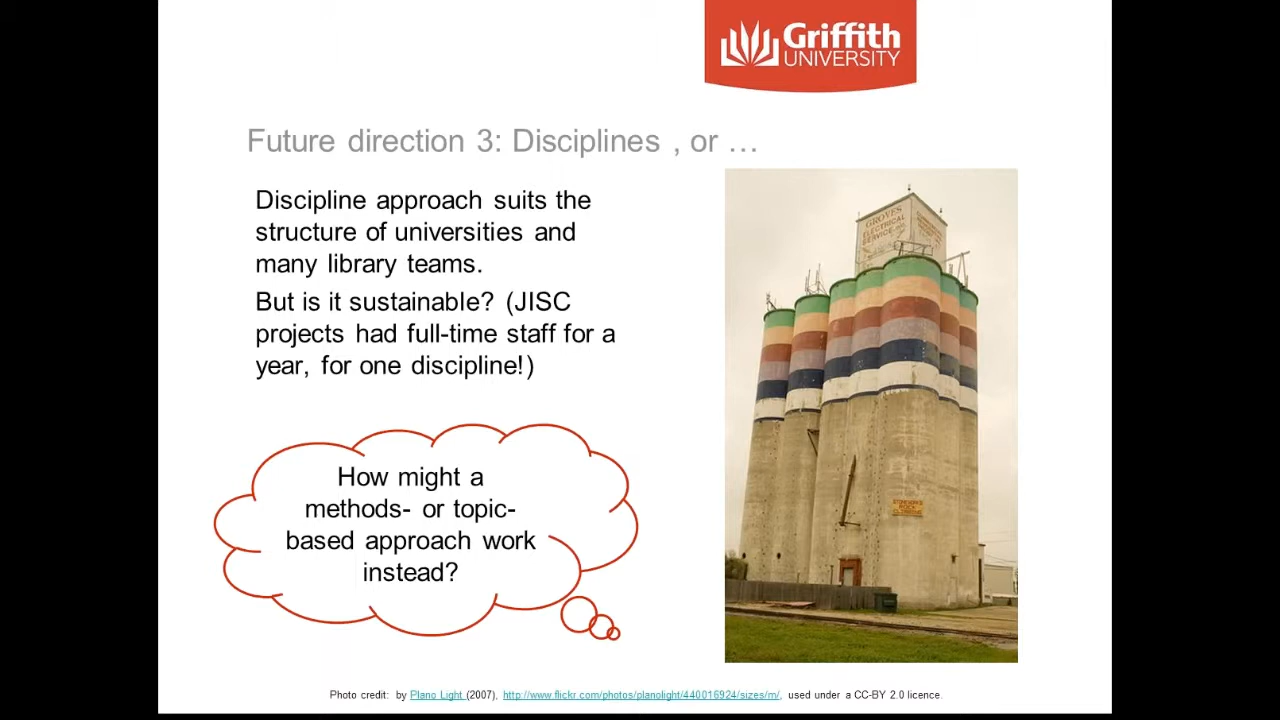 Griffith
UNIVERSITY
Future direction 3: Disciplines , or …
Discipline approach suits the
structure of universities and
many library teams.
But is it sustainable? (JISC
projects had full-time staff for a
year, for one discipline!)
GROVES
ELECTRICAL
SERVICE
How might a
methods- or topic-
based approach work
instead?
Photo credit: by Plano Light (2007), http://www.flickr.com/photos/planolight/440016924/sizes/m/, used under a CC-BY 2.0 licence.